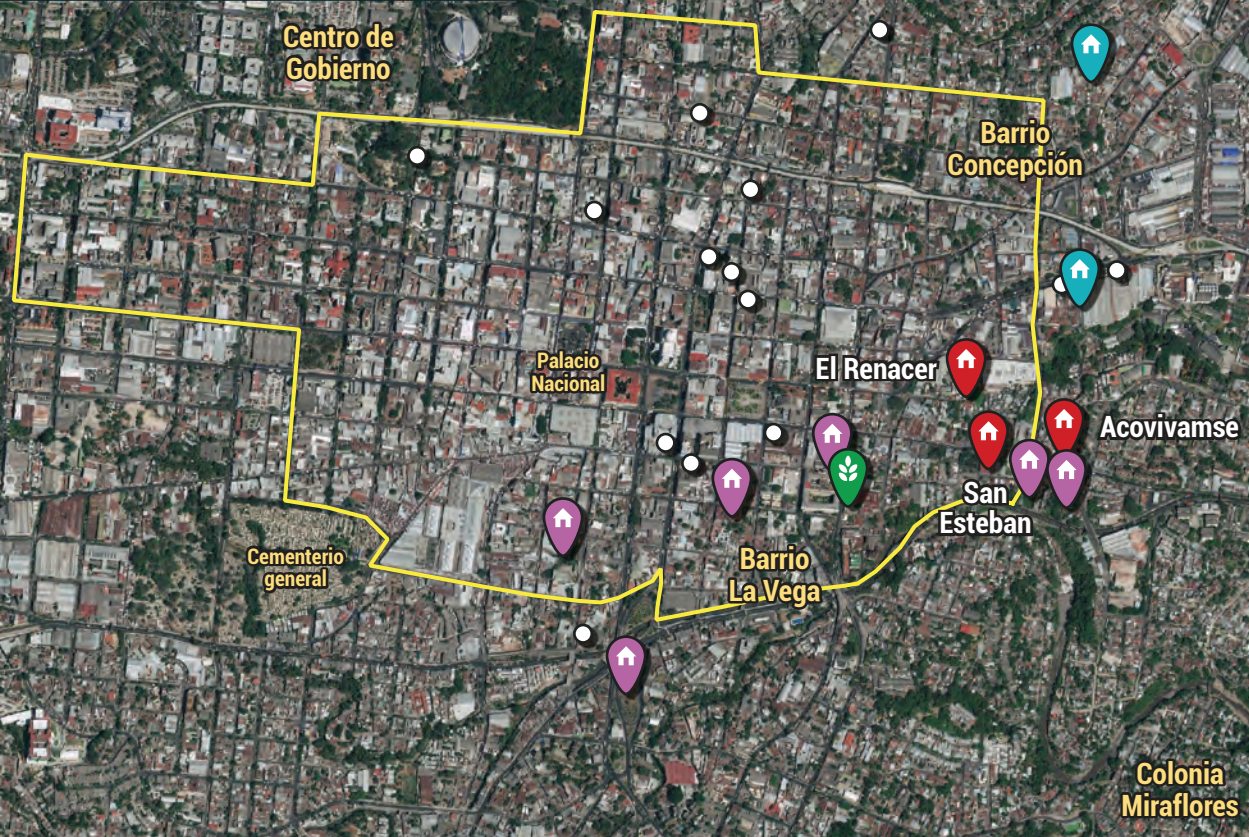 Centro de
Gobierno
Barrio
Concepción
Palacio
Nacional
El Renacer
Acovivamse
San
Esteban
Cementerio
general
Barrio
La Vega
Colonia
Miraflores